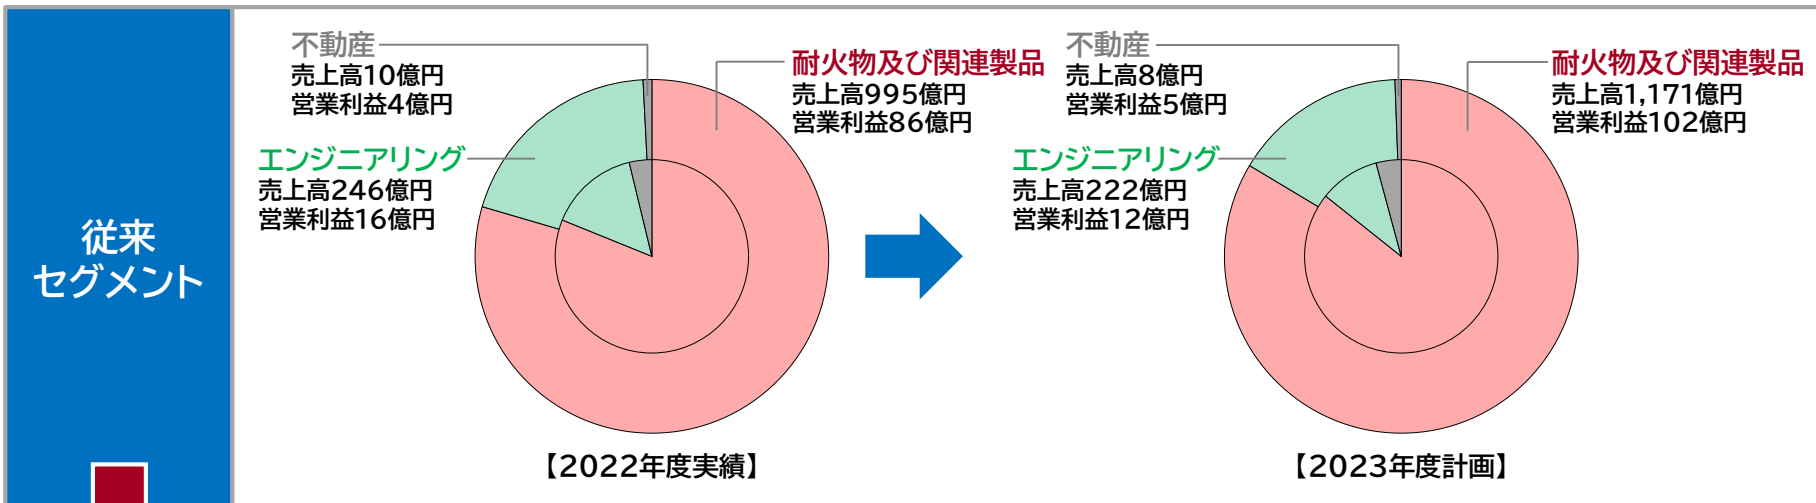 従来
セグメント
不動産
売上高10億円
営業利益4億円
エンジニアリング
売上高246億円
営業利益16億円
耐火物及び関連製品
売上高995億円
営業利益86億円
【2022年度実績】
不動産
売上高8億円
営業利益5億円
エンジニアリング
売上高222億円
営業利益12億円
耐火物及び関連製品
売上高1,171億円
営業利益102億円
【2023年度計画】